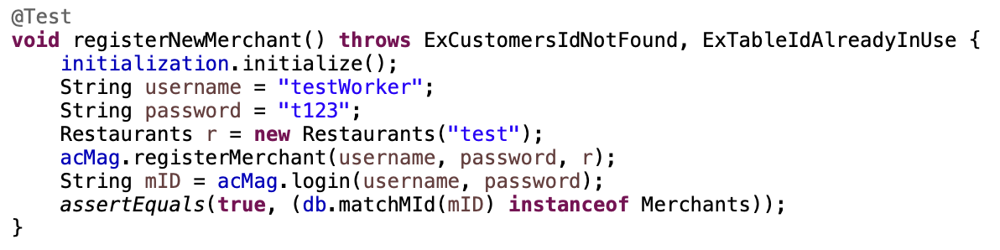 @Test
void registerNewMerchant() throws ExCustomersIdNotFound, ExTableIdAlreadyInUse {
    initialization.initialize();
    String username = "testWorker";
    String password = "t123";
    Restaurants r = new Restaurants("test");
    acMag.registerMerchant(username, password, r);
    String mID = acMag.login(username, password);
    assertEquals(true, (db.matchMId(mID) instanceof Merchants));
}